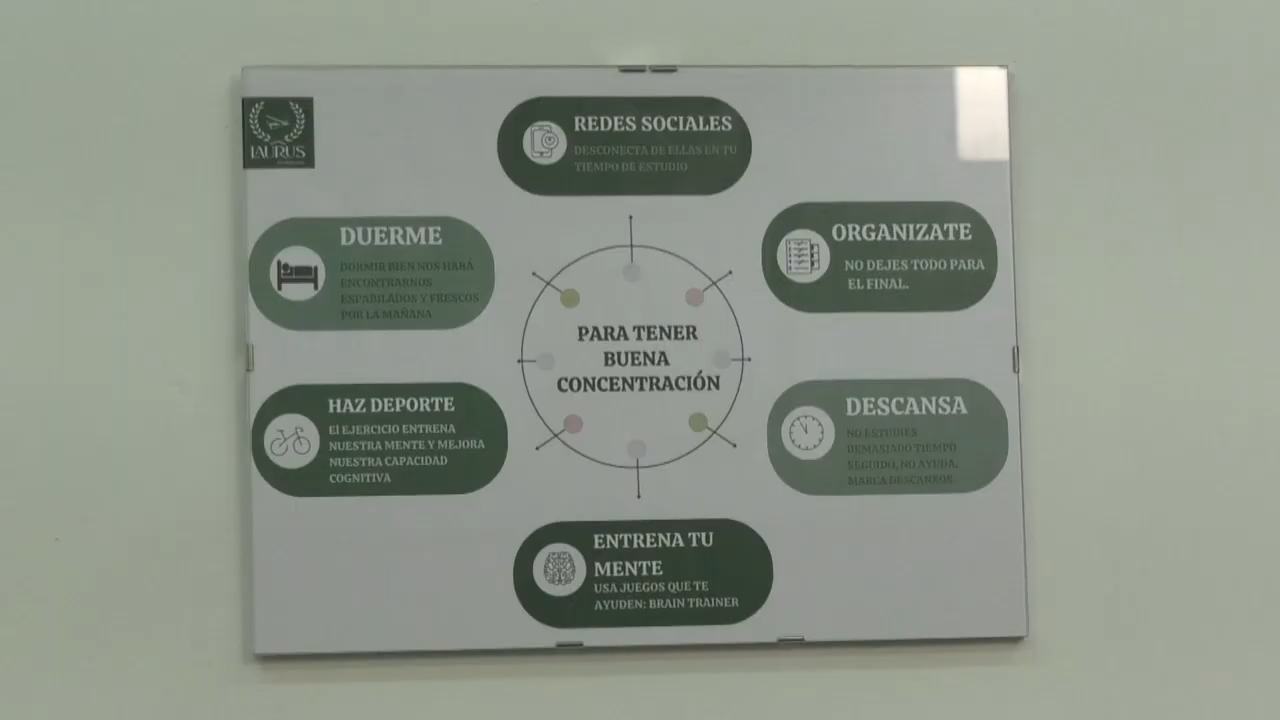 LAURUS
REDES SOCIALES
DESCONECTA DE ELLAS EN TU
TIEMPO DE ESTUDIO
DUERME
DORMIR BIEN NOS HARÁ
ENCONTRARNOS
ESPABILADOS Y FRESCOS
POR LA MAÑANA
ORGANIZATE
NO DEJES TODO PARA
EL FINAL.
PARA TENER
BUENA
CONCENTRACIÓN
HAZ DEPORTE
El EJERCICIO ENTRENA
NUESTRA MENTE Y MEJORA
NUESTRA CAPACIDAD
COGNITIVA
DESCANSA
NO ESTUDIES
DEMASIADO TIEMPO
SEGUIDO, NO AYUDA.
MARCA DESCANSOS.
ENTRENA TU
MENTE
USA JUEGOS QUE TE
AYUDEN: BRAIN TRAINER